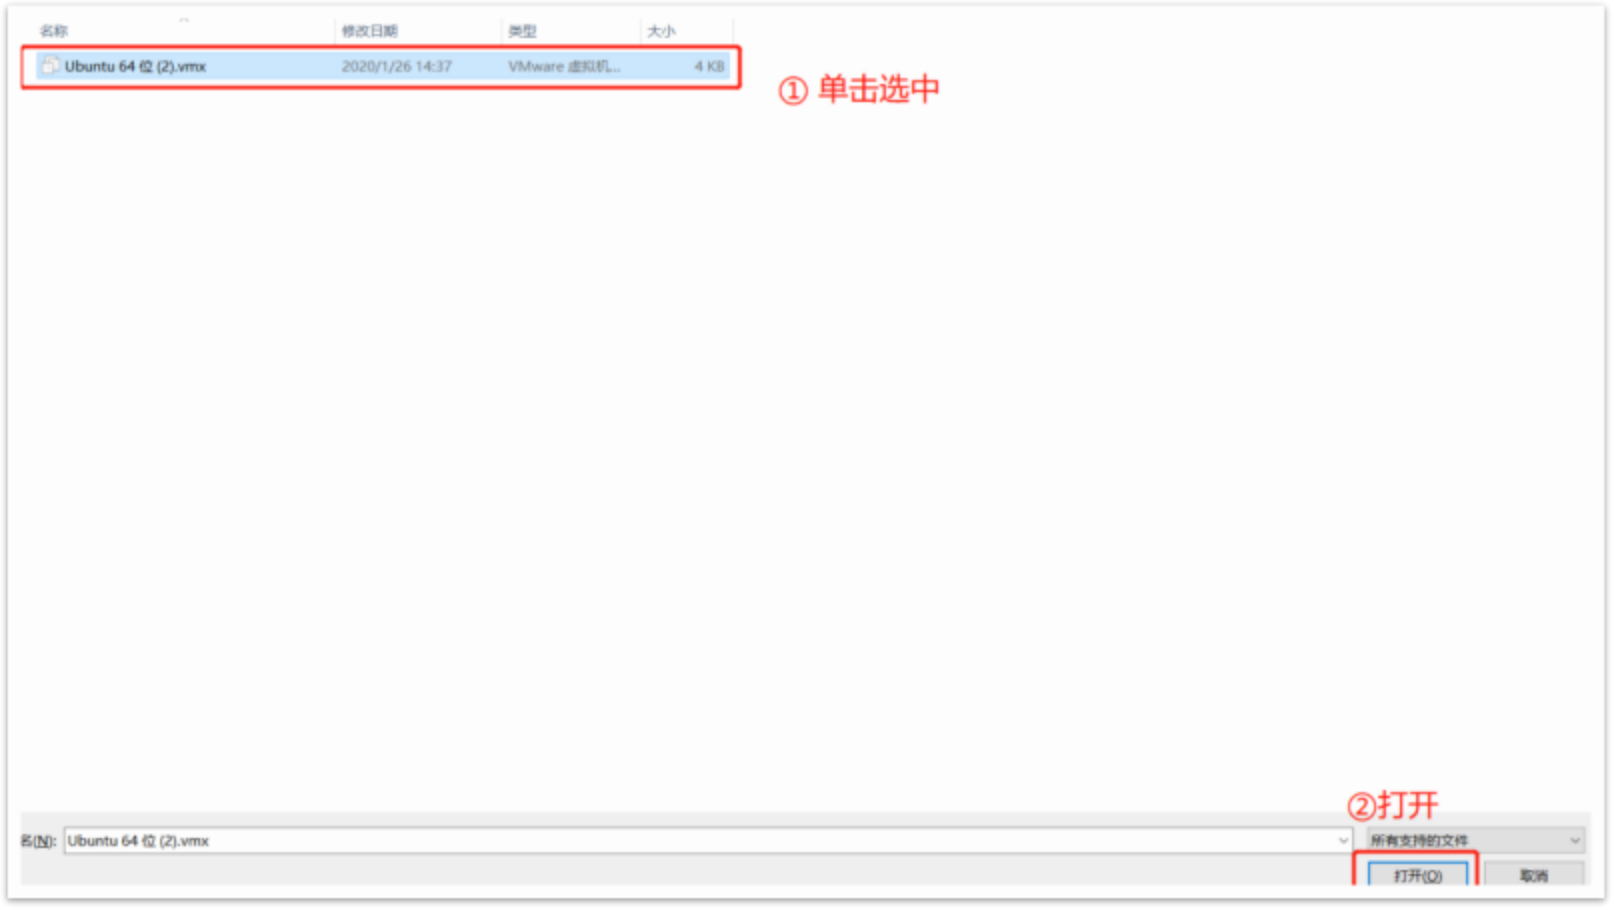 名称 修改日期 类型 大小
Ubuntu 64 位 (2).vmx 2020/1/26 14:37 VMware 虚拟机... 4 KB
① 单击选中
②打开
名(N): Ubuntu 64 位 (2).vmx 所有支持的文件
打开(O) 取消